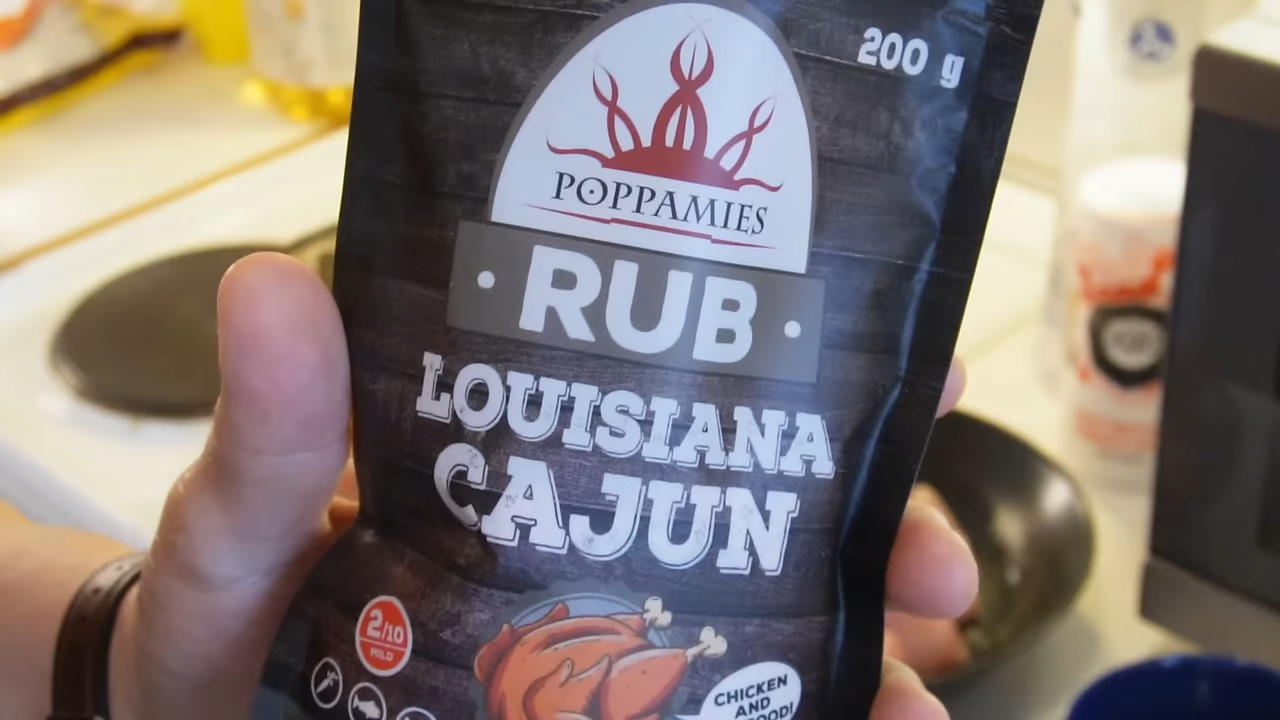 200 g
POPPAMIES
• RUB •
LOUISIANA
CAJUN
2/10
MILD
CHICKEN
AND